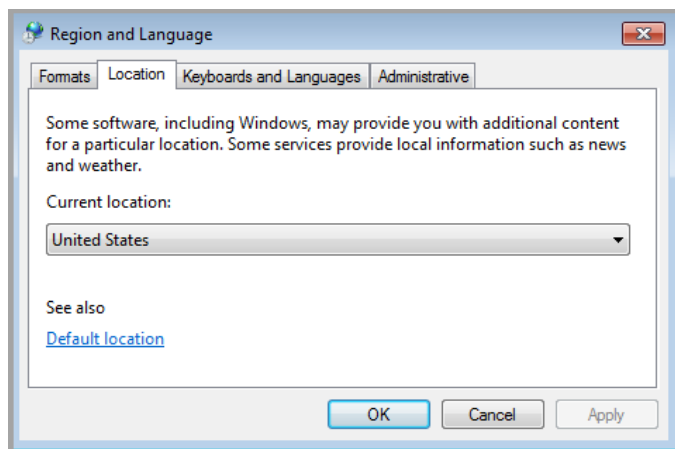 Region and Language
Formats
Location
Keyboards and Languages
Administrative
Some software, including Windows, may provide you with additional content
for a particular location. Some services provide local information such as news
and weather.
Current location:
United States
See also
Default location
OK
Cancel
Apply